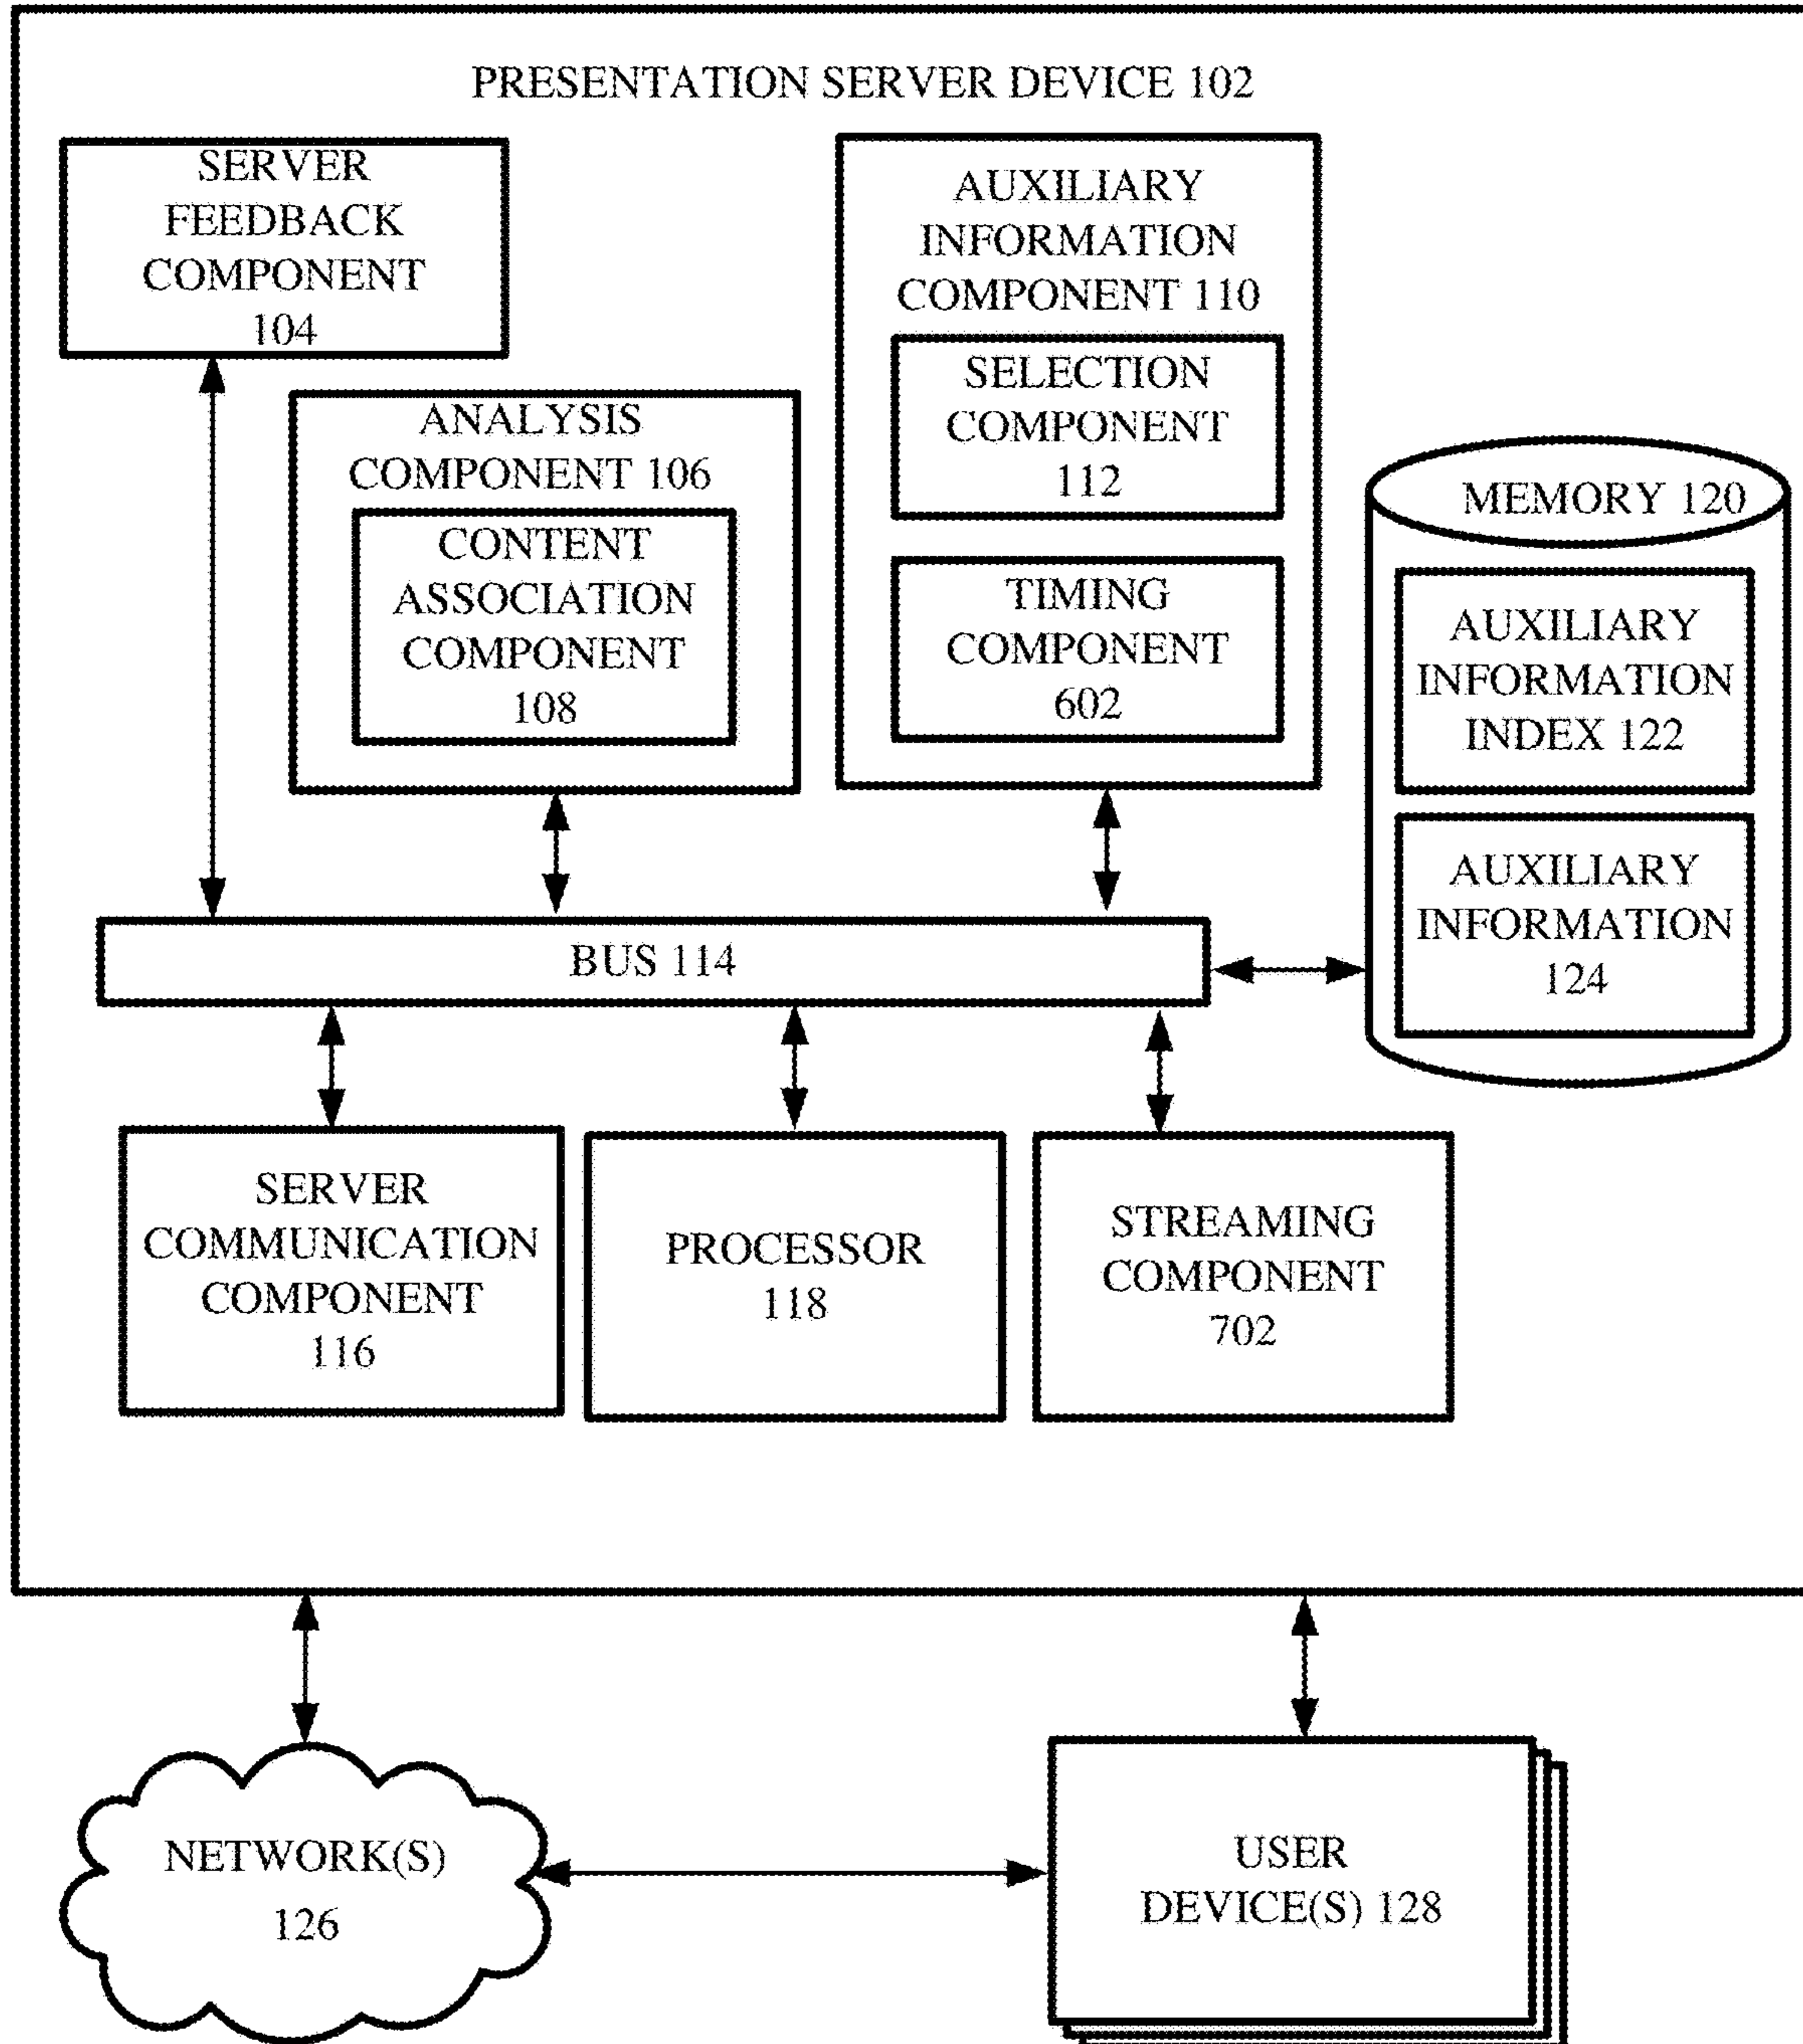 PRESENTATION SERVER DEVICE 102
SERVER
FEEDBACK
COMPONENT
104
ANALYSIS
COMPONENT 106
CONTENT
ASSOCIATION
COMPONENT
108
AUXILIARY
INFORMATION
COMPONENT 110
SELECTION
COMPONENT
112
TIMING
COMPONENT
602
MEMORY 120
AUXILIARY
INFORMATION
INDEX 122
AUXILIARY
INFORMATION
124
BUS 114
SERVER
COMMUNICATION
COMPONENT
116
PROCESSOR
118
STREAMING
COMPONENT
702
NETWORK(S)
126
USER
DEVICE(S) 128